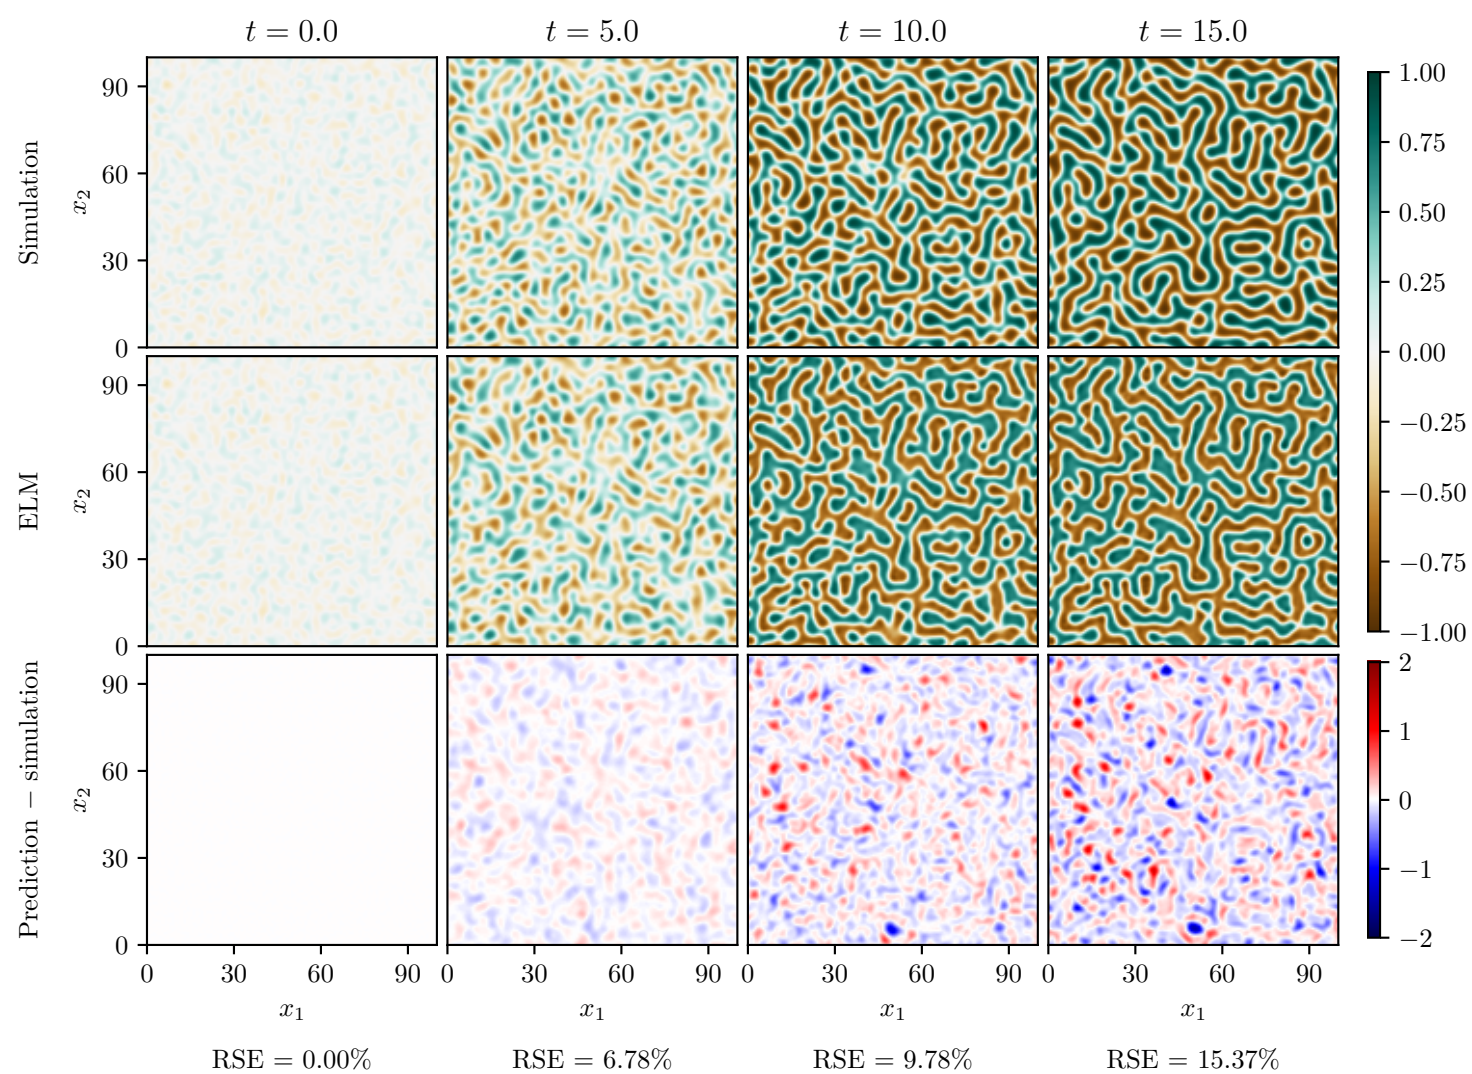 t = 0.0
t = 5.0
t = 10.0
t = 15.0
Simulation
x₂
90
60
30
0
1.00
0.75
0.50
0.25
0.00
−0.25
−0.50
−0.75
−1.00
ELM
x₂
90
60
30
0
Prediction − simulation
x₂
90
60
30
0
2
1
0
−1
−2
0 30 60 90
0 30 60 90
0 30 60 90
0 30 60 90
x₁
x₁
x₁
x₁
RSE = 0.00%
RSE = 6.78%
RSE = 9.78%
RSE = 15.37%